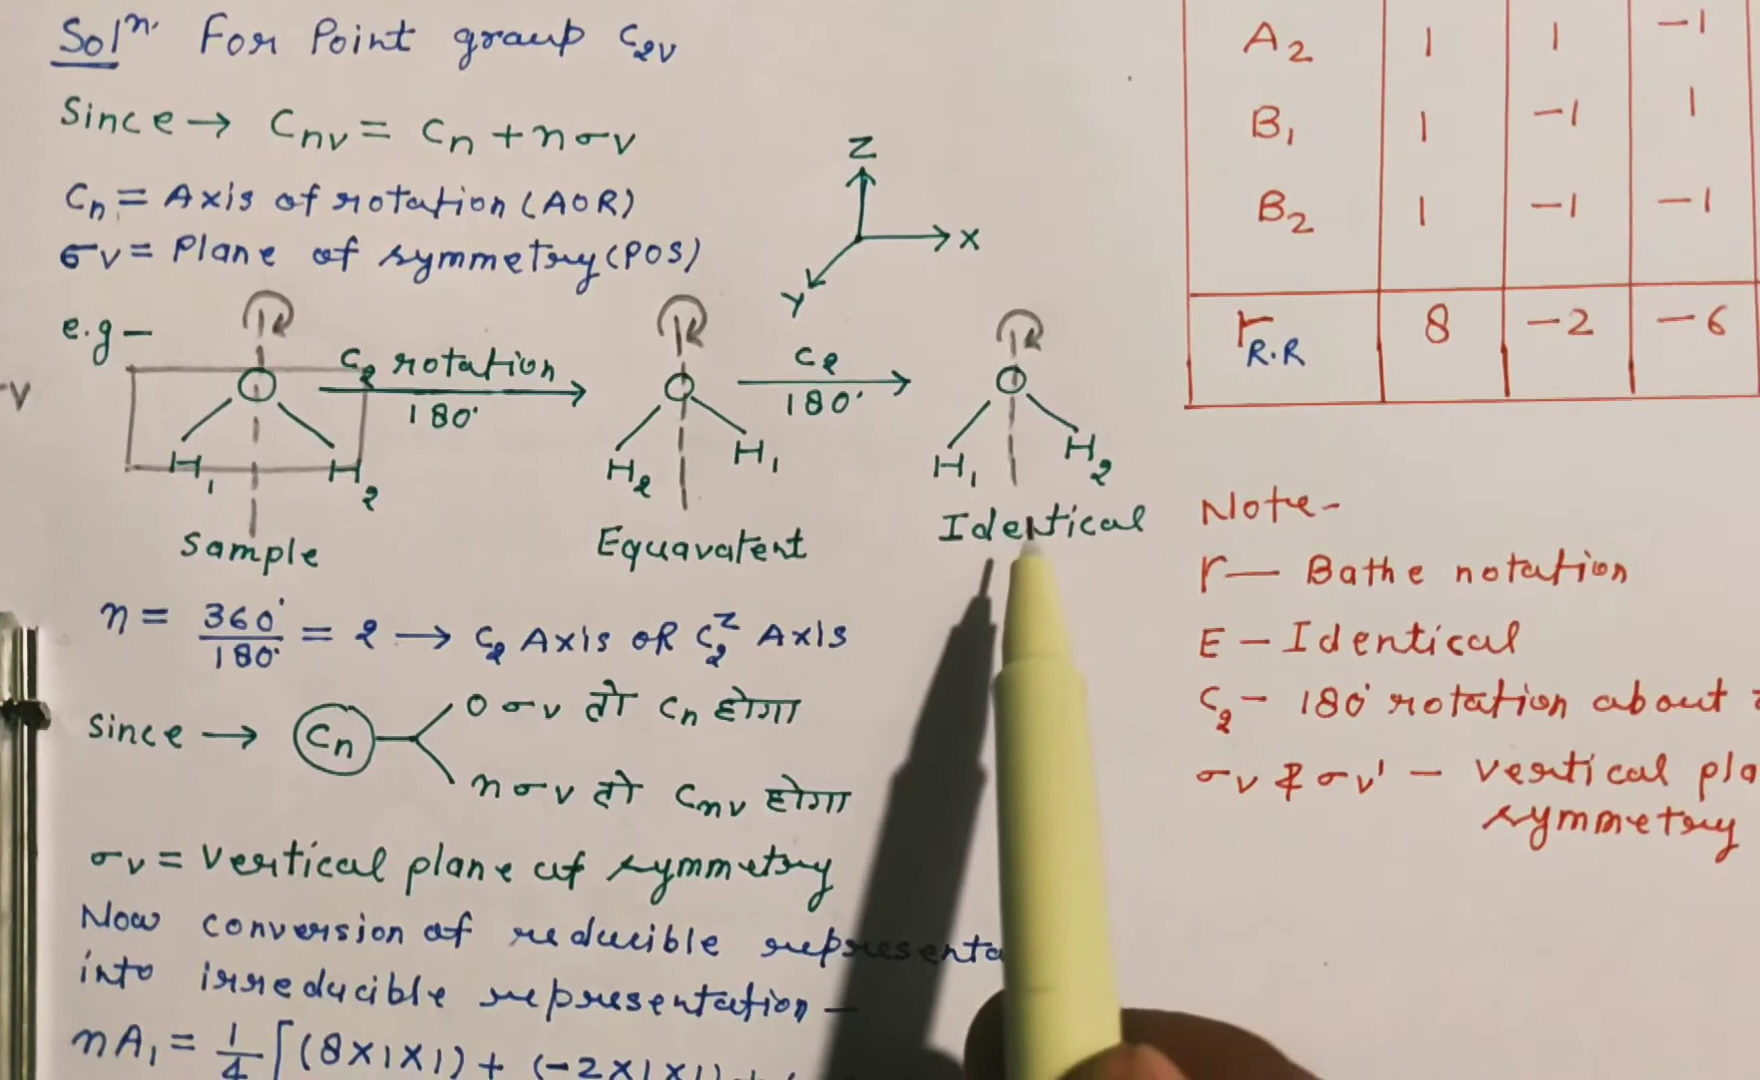 Solⁿ. For Point group C₂ᵥ
Since → Cnv = Cn + nσv
Cn = Axis of rotation (AOR)
σv = Plane of symmetry (POS)
Z
X
Y
e.g —
C₂ rotation
180°
C₂
180°
O
O
O
H₁ H₂
H₂ H₁
H₁ H₂
Sample
Equavatent
Identical
n = 360°/180° = 2 → C₂ Axis OR C₂ᶻ Axis
Since → Cn
0 σv तो Cn होगा
n σv तो Cnv होगा
σv = Vertical plane of symmetry
Now conversion of reducible representa
into irreducible representation —
nA₁ = 1/4 [(8×1×1) + (-2×1×1) +
A₂ 1 1 -1
B₁ 1 -1 1
B₂ 1 -1 -1
Γ R.R 8 -2 -6
Note-
Γ — Bathe notation
E - Identical
C₂ - 180° rotation about
σv & σv' - Vertical pla
symmetry